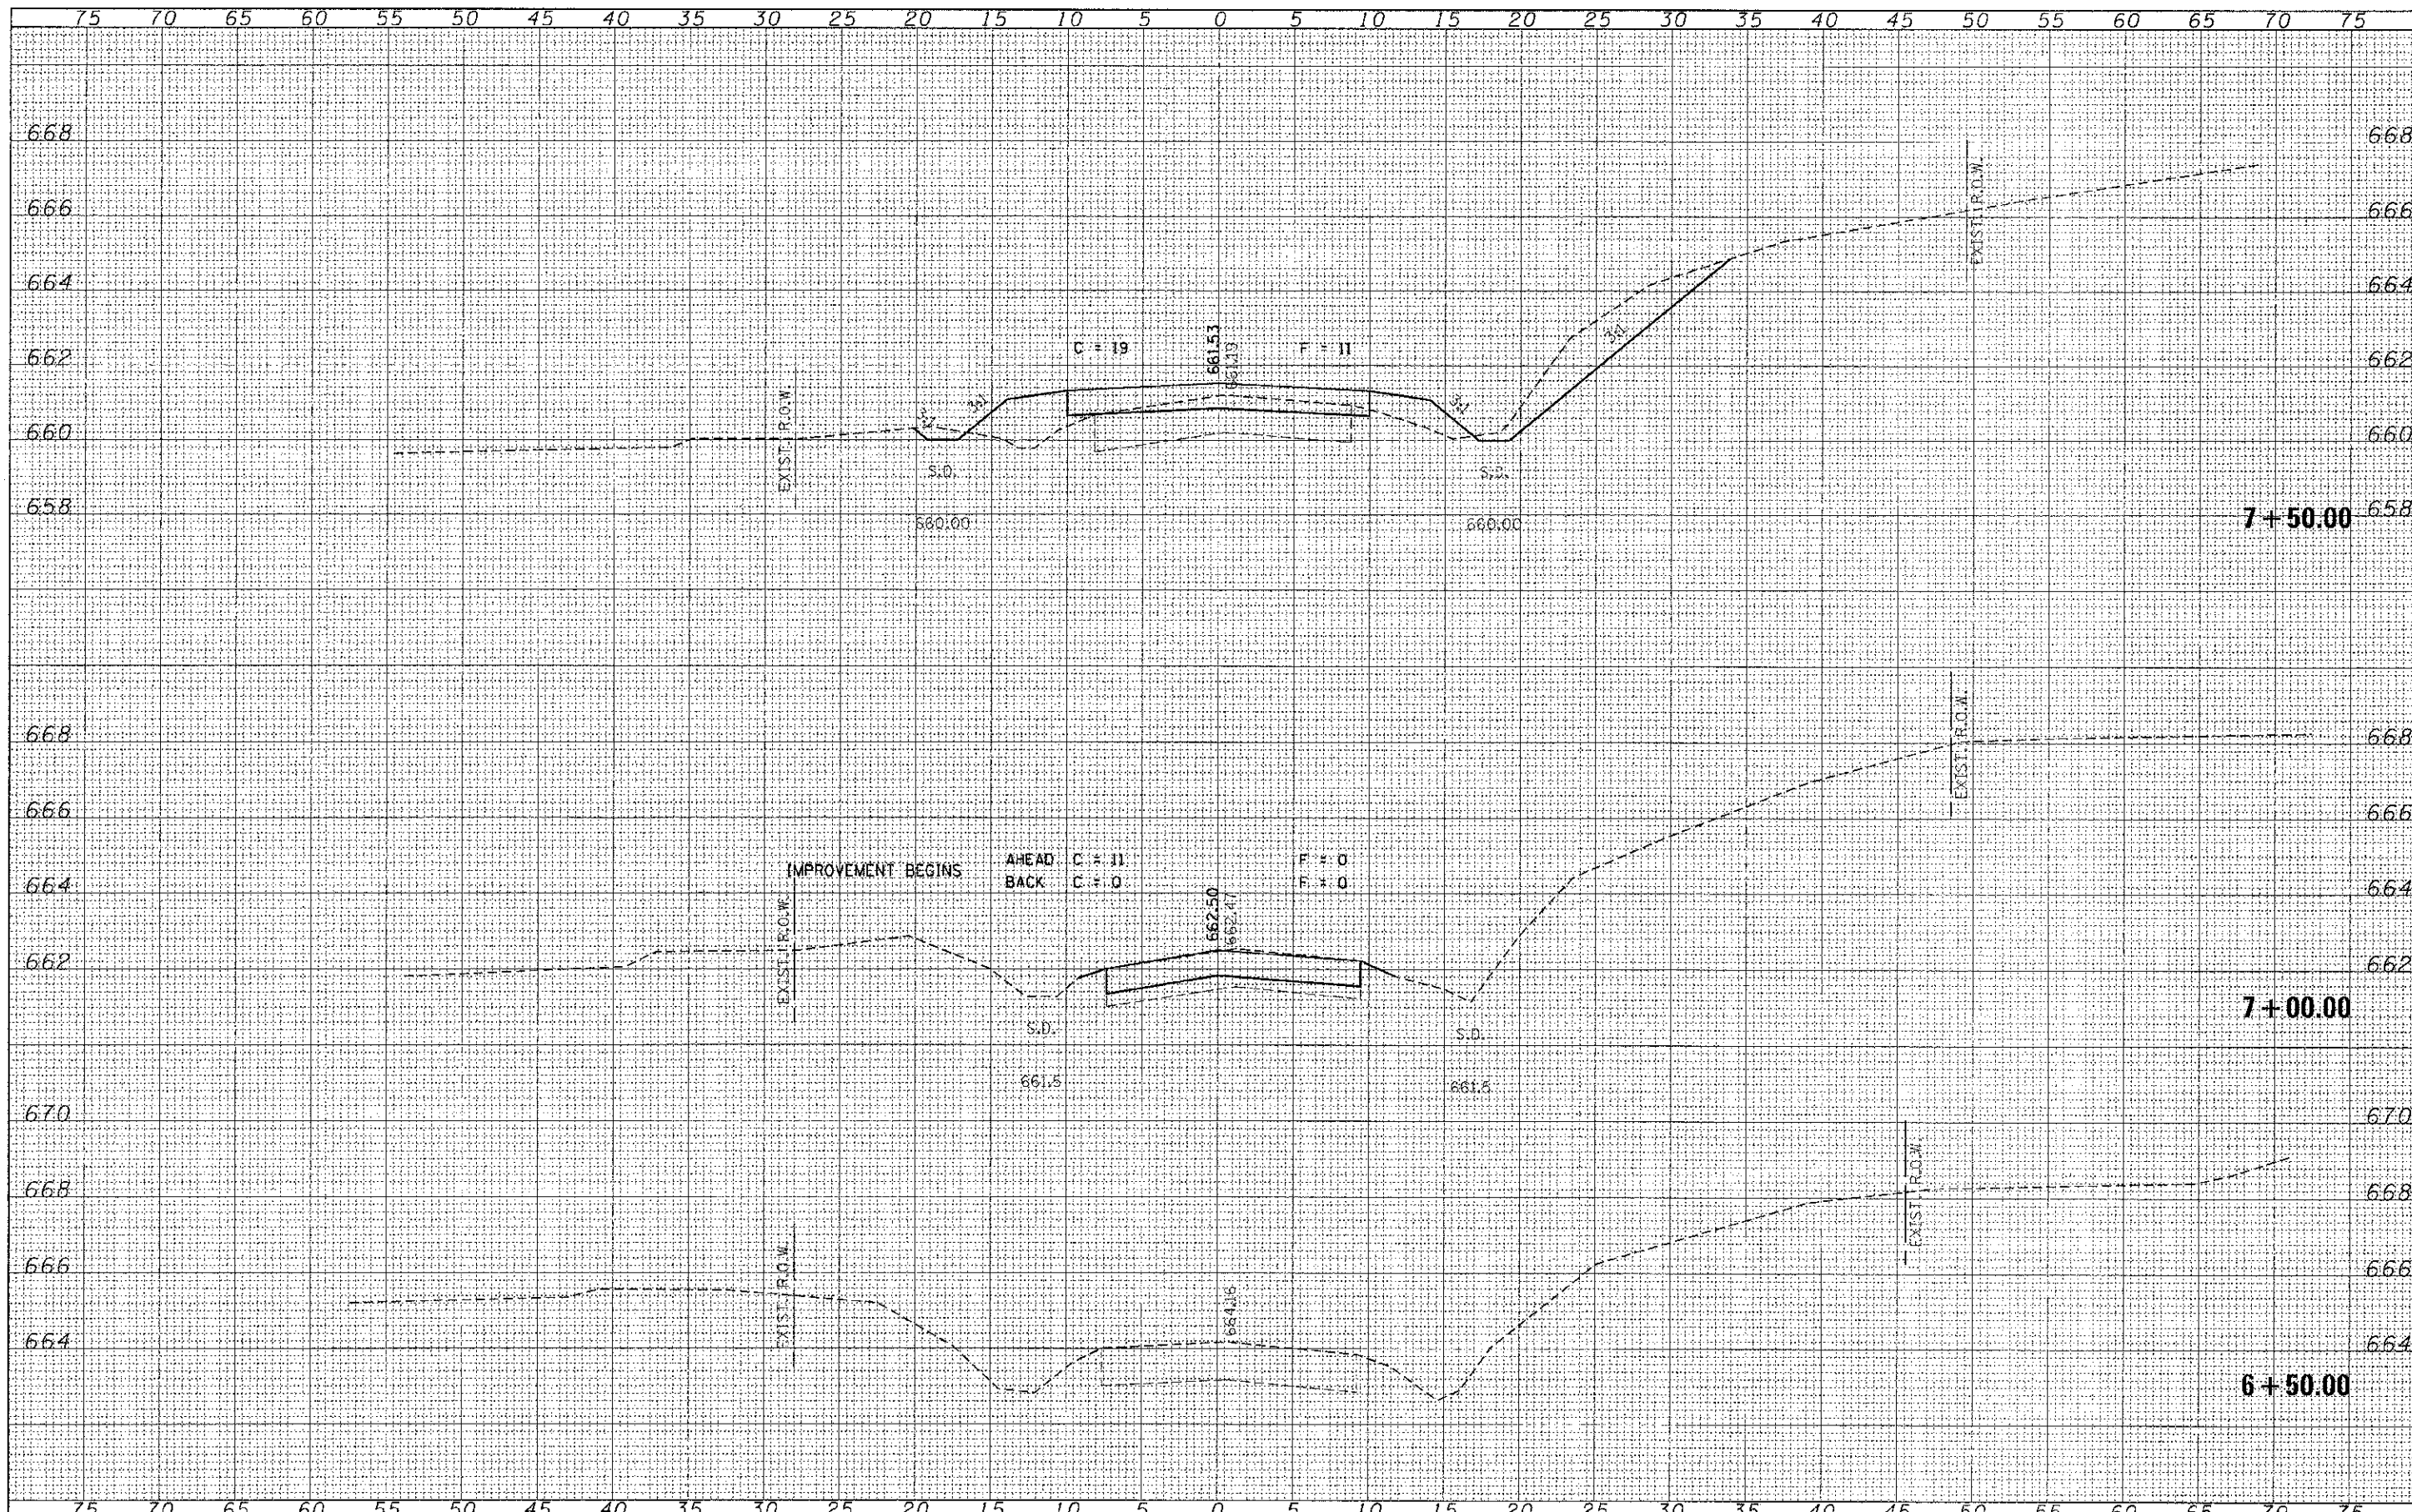 75 70 65 60 55 50 45 40 35 30 25 20 15 10 5 0 5 10 15 20 25 30 35 40 45 50 55 60 65 70 75
668 668
EXIST. R.O.W.
666 666
664 664
661.53
661.19
3:1
C = 19 F = 11
662 662
EXIST. R.O.W.
3:1 3:1
660 660
S.D. S.D.
658 658
660.00 660.00
7+50.00
EXIST. R.O.W.
668 668
666 666
IMPROVEMENT BEGINS
AHEAD C = 11 F = 0
BACK C = 0 F = 0
664 664
662.50
662.47
EXIST. R.O.W.
662 662
7+00.00
S.D. S.D.
661.5 661.5
670 670
EXIST. R.O.W.
668 668
EXIST. R.O.W.
666 666
664.16
664 664
6+50.00
75 70 65 60 55 50 45 40 35 30 25 20 15 10 5 0 5 10 15 20 25 30 35 40 45 50 55 60 65 70 75